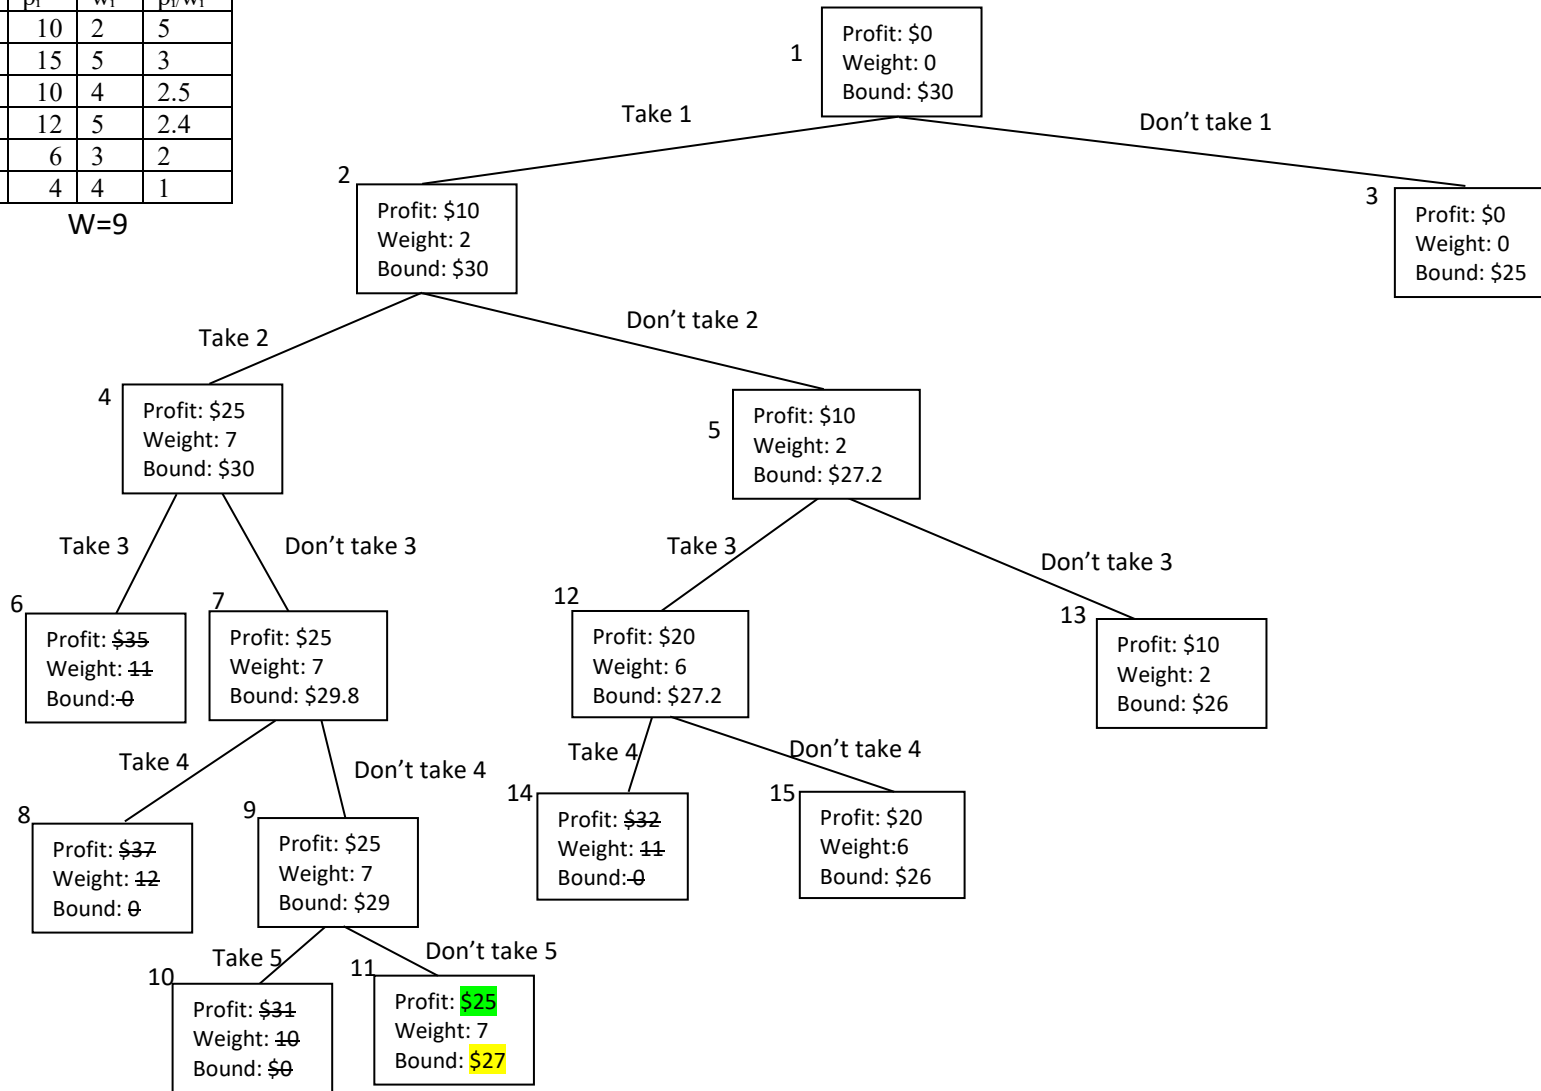 pᵢ wᵢ pᵢ/wᵢ
10 2 5
15 5 3
10 4 2.5
12 5 2.4
6 3 2
4 4 1
W=9
1
Profit: $0
Weight: 0
Bound: $30
Take 1
Don’t take 1
2
Profit: $10
Weight: 2
Bound: $30
3
Profit: $0
Weight: 0
Bound: $25
Take 2
Don’t take 2
4
Profit: $25
Weight: 7
Bound: $30
5
Profit: $10
Weight: 2
Bound: $27.2
Take 3
Don’t take 3
Take 3
Don’t take 3
6
Profit: $35
Weight: 11
Bound: 0
7
Profit: $25
Weight: 7
Bound: $29.8
12
Profit: $20
Weight: 6
Bound: $27.2
13
Profit: $10
Weight: 2
Bound: $26
Take 4
Don’t take 4
Take 4
Don’t take 4
8
Profit: $37
Weight: 12
Bound: 0
9
Profit: $25
Weight: 7
Bound: $29
14
Profit: $32
Weight: 11
Bound: 0
15
Profit: $20
Weight:6
Bound: $26
Take 5
Don’t take 5
10
Profit: $31
Weight: 10
Bound: $0
11
Profit: $25
Weight: 7
Bound: $27